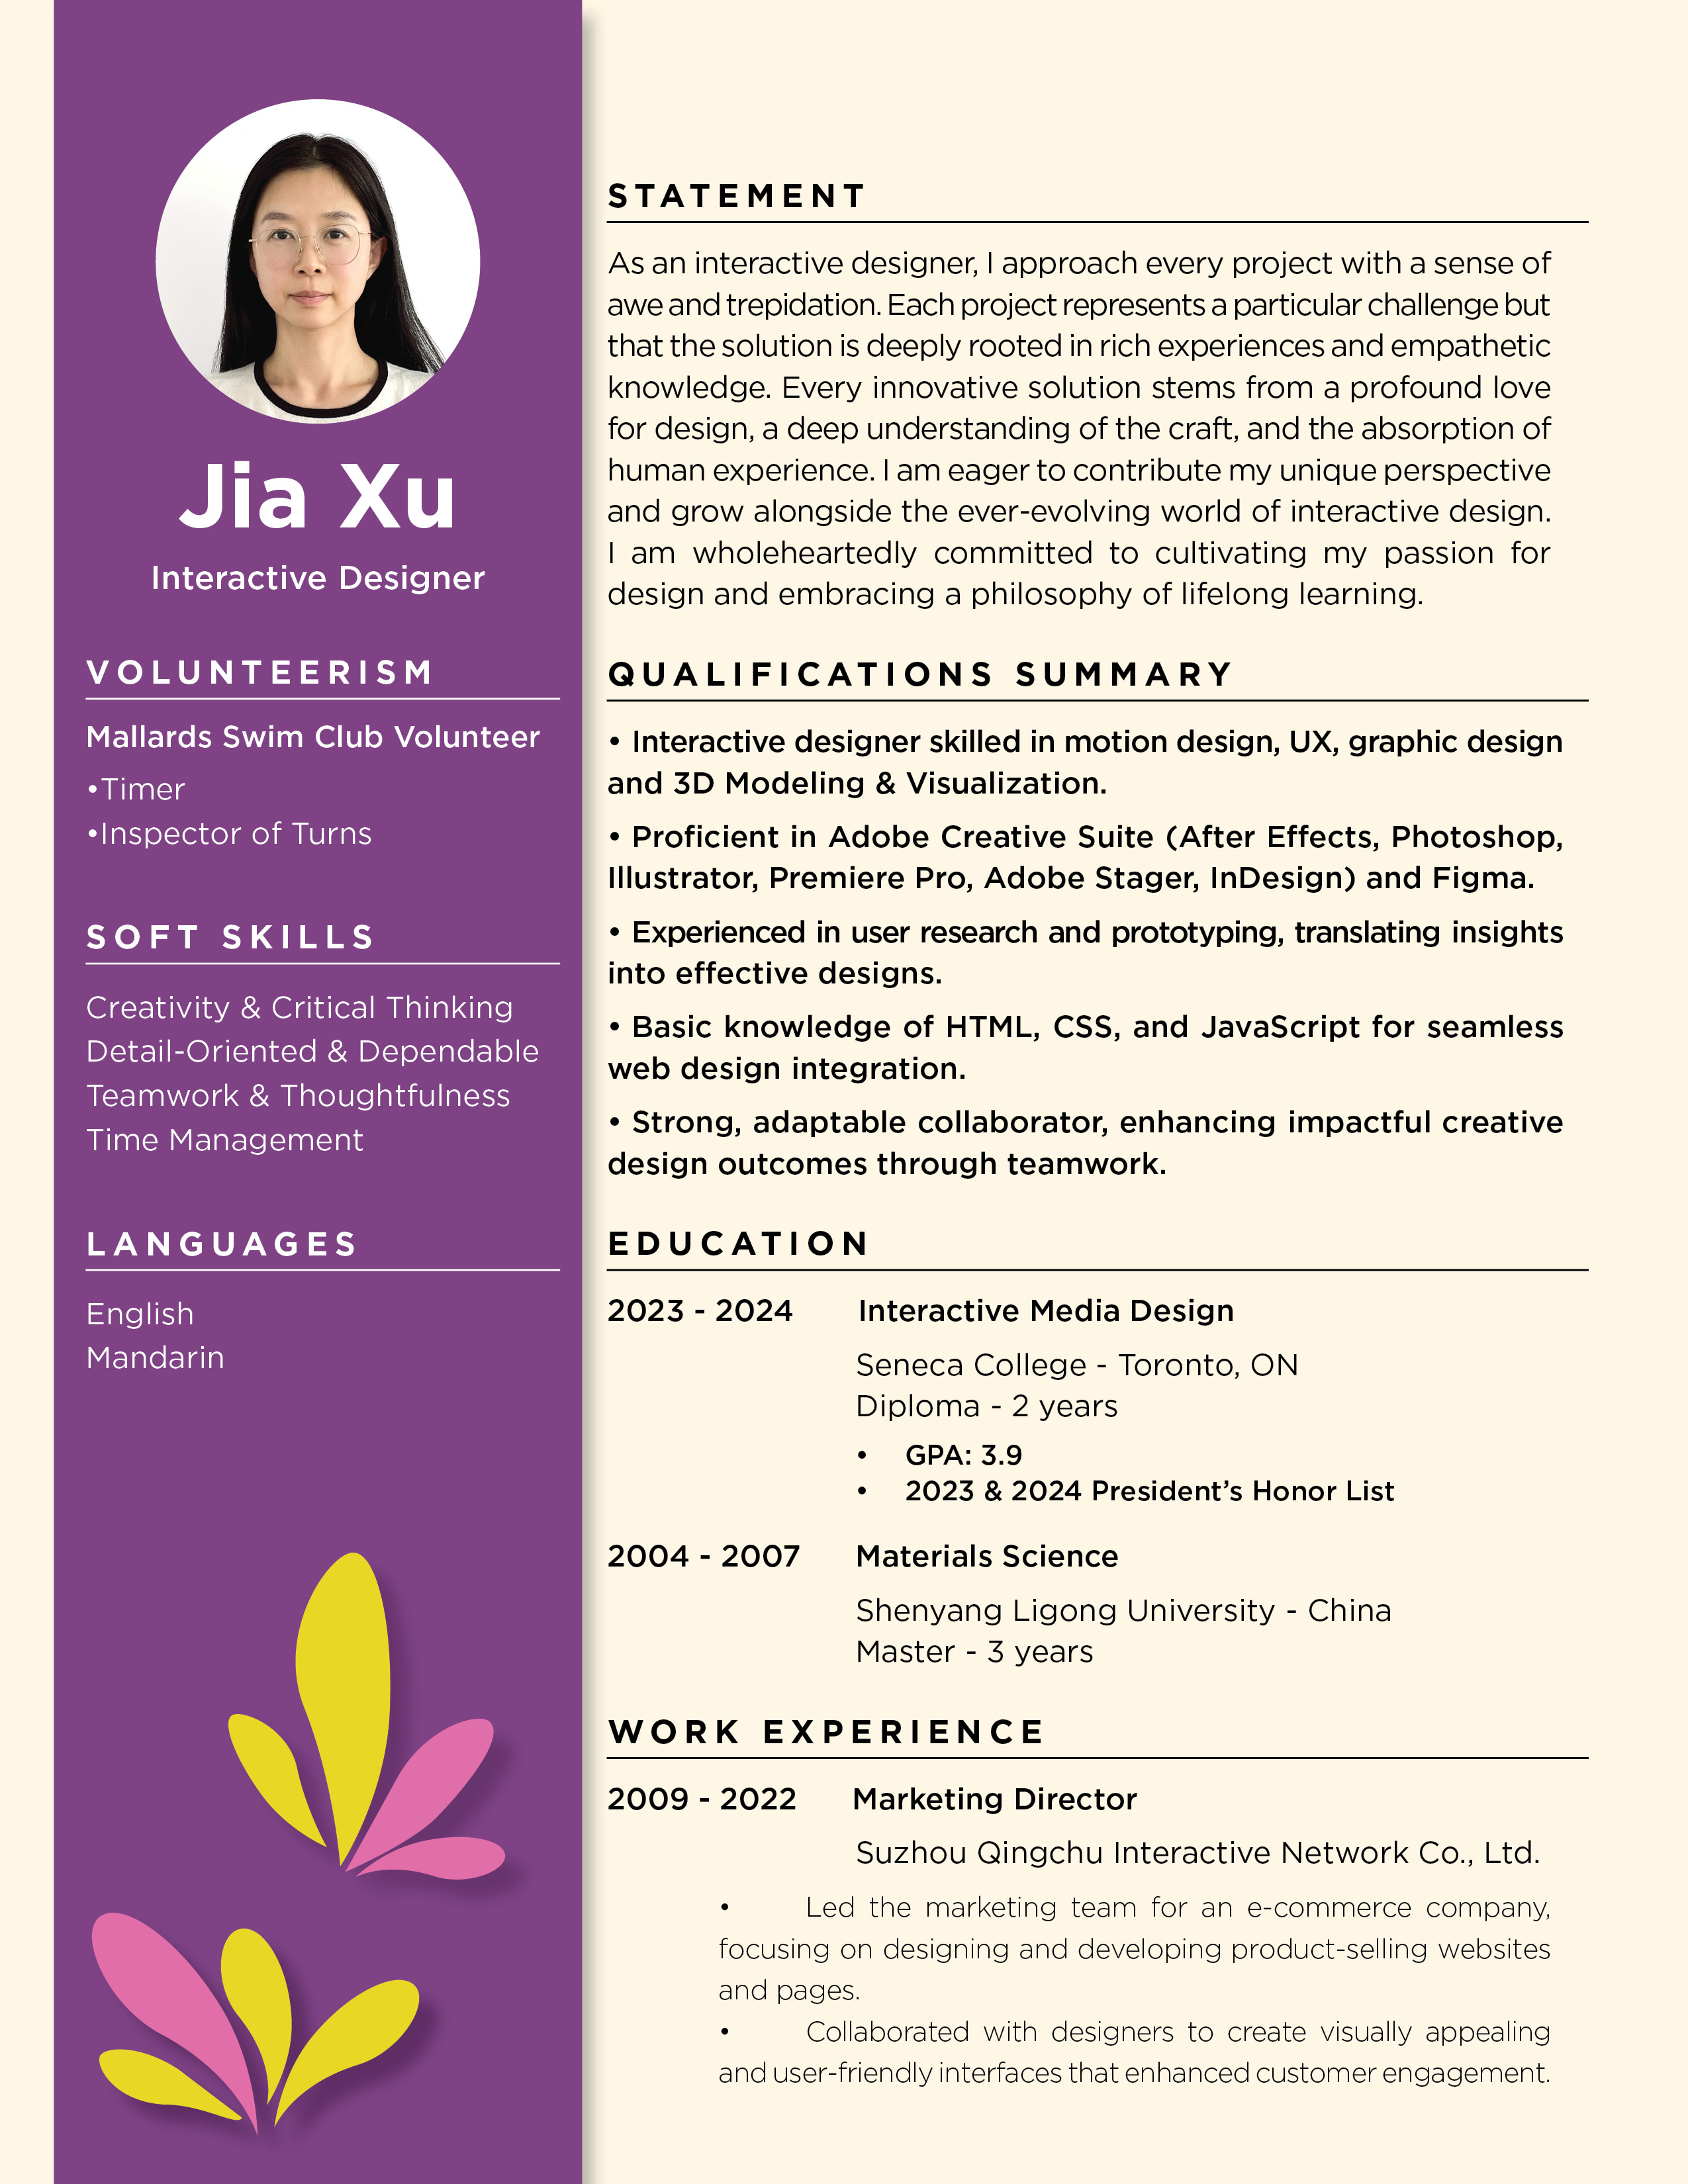 Jia Xu
Interactive Designer
VOLUNTEERISM
Mallards Swim Club Volunteer
•Timer
•Inspector of Turns
SOFT SKILLS
Creativity & Critical Thinking
Detail-Oriented & Dependable
Teamwork & Thoughtfulness
Time Management
LANGUAGES
English
Mandarin
STATEMENT
As an interactive designer, I approach every project with a sense of
awe and trepidation. Each project represents a particular challenge but
that the solution is deeply rooted in rich experiences and empathetic
knowledge. Every innovative solution stems from a profound love
for design, a deep understanding of the craft, and the absorption of
human experience. I am eager to contribute my unique perspective
and grow alongside the ever-evolving world of interactive design.
I am wholeheartedly committed to cultivating my passion for
design and embracing a philosophy of lifelong learning.
QUALIFICATIONS SUMMARY
• Interactive designer skilled in motion design, UX, graphic design
and 3D Modeling & Visualization.
• Proficient in Adobe Creative Suite (After Effects, Photoshop,
Illustrator, Premiere Pro, Adobe Stager, InDesign) and Figma.
• Experienced in user research and prototyping, translating insights
into effective designs.
• Basic knowledge of HTML, CSS, and JavaScript for seamless
web design integration.
• Strong, adaptable collaborator, enhancing impactful creative
design outcomes through teamwork.
EDUCATION
2023 - 2024 Interactive Media Design
Seneca College - Toronto, ON
Diploma - 2 years
• GPA: 3.9
• 2023 & 2024 President’s Honor List
2004 - 2007 Materials Science
Shenyang Ligong University - China
Master - 3 years
WORK EXPERIENCE
2009 - 2022 Marketing Director
Suzhou Qingchu Interactive Network Co., Ltd.
• Led the marketing team for an e-commerce company,
focusing on designing and developing product-selling websites
and pages.
• Collaborated with designers to create visually appealing
and user-friendly interfaces that enhanced customer engagement.